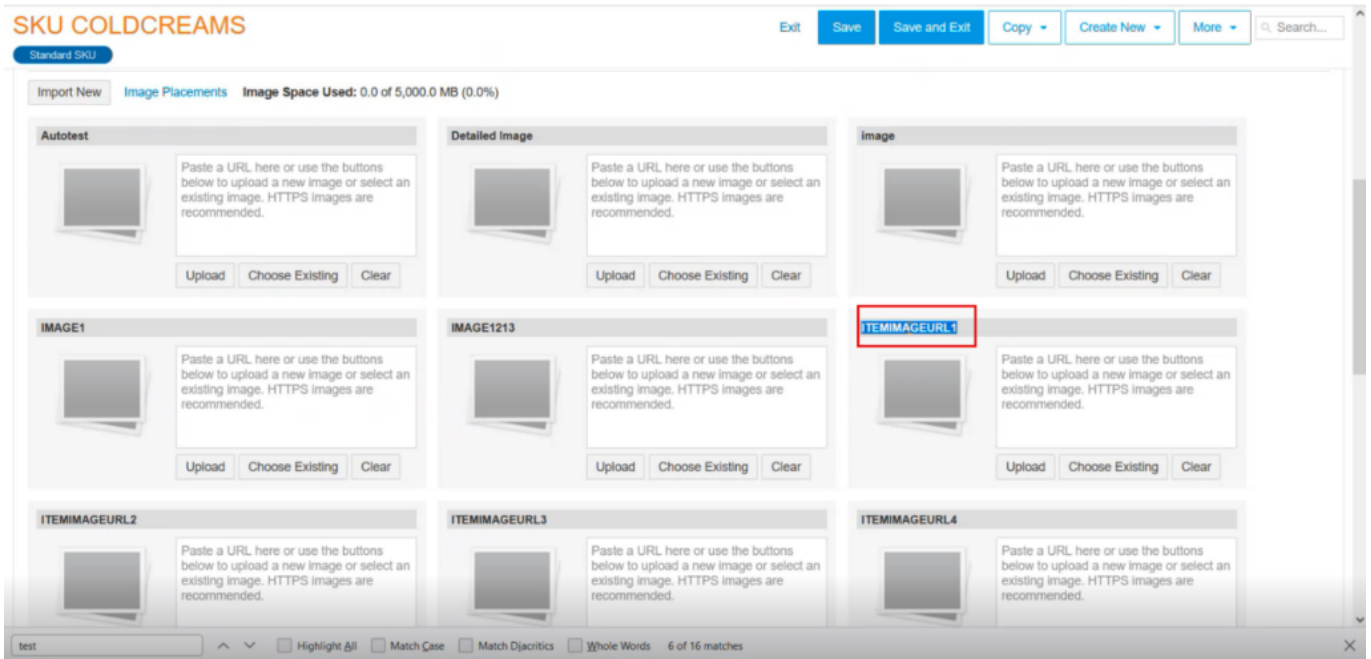 SKU COLDCREAMS
Exit Save Save and Exit Copy Create New More Search...
Standard SKU
Import New Image Placements Image Space Used: 0.0 of 5,000.0 MB (0.0%)
Autotest
Paste a URL here or use the buttons
below to upload a new image or select an
existing image. HTTPS images are
recommended.
Upload Choose Existing Clear
Detailed Image
Paste a URL here or use the buttons
below to upload a new image or select an
existing image. HTTPS images are
recommended.
Upload Choose Existing Clear
image
Paste a URL here or use the buttons
below to upload a new image or select an
existing image. HTTPS images are
recommended.
Upload Choose Existing Clear
IMAGE1
Paste a URL here or use the buttons
below to upload a new image or select an
existing image. HTTPS images are
recommended.
Upload Choose Existing Clear
IMAGE1213
Paste a URL here or use the buttons
below to upload a new image or select an
existing image. HTTPS images are
recommended.
Upload Choose Existing Clear
ITEMIMAGEURL1
Paste a URL here or use the buttons
below to upload a new image or select an
existing image. HTTPS images are
recommended.
Upload Choose Existing Clear
ITEMIMAGEURL2
Paste a URL here or use the buttons
below to upload a new image or select an
existing image. HTTPS images are
recommended.
ITEMIMAGEURL3
Paste a URL here or use the buttons
below to upload a new image or select an
existing image. HTTPS images are
recommended.
ITEMIMAGEURL4
Paste a URL here or use the buttons
below to upload a new image or select an
existing image. HTTPS images are
recommended.
test Highlight All Match Case Match Diacritics Whole Words 6 of 16 matches